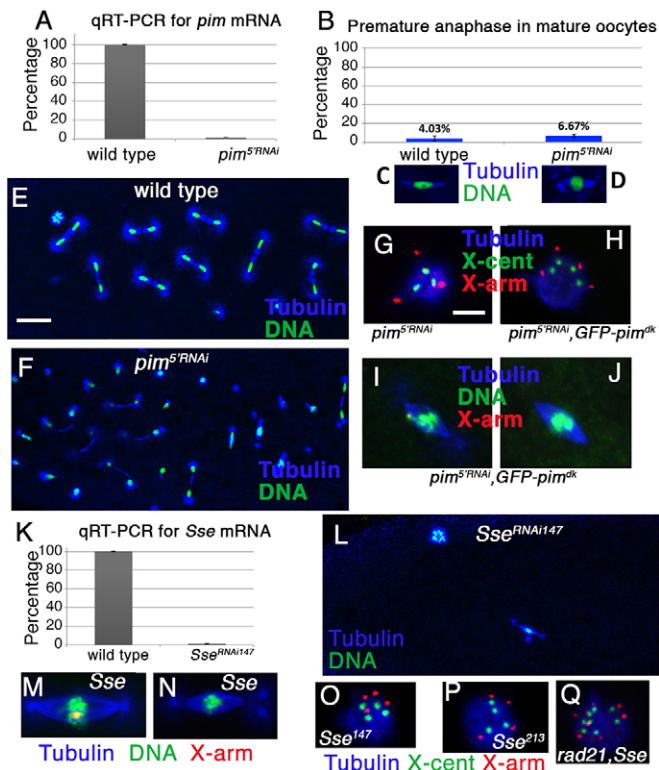 A
qRT-PCR for pim mRNA
Percentage
100
80
60
40
20
0
wild type
pim5'RNAi
B
Premature anaphase in mature oocytes
Percentage
100
80
60
40
20
0
4.03%
6.67%
wild type
pim5'RNAi
C
Tubulin
DNA
D
E
wild type
Tubulin
DNA
F
pim5'RNAi
Tubulin
DNA
G
H
Tubulin
X-cent
X-arm
pim5'RNAi
pim5'RNAi,GFP-pimdk
I
J
Tubulin
DNA
X-arm
pim5'RNAi,GFP-pimdk
K
qRT-PCR for Sse mRNA
Percentage
100
80
60
40
20
0
wild type
SseRNAi147
L
SseRNAi147
Tubulin
DNA
M
Sse
N
Sse
Tubulin DNA X-arm
O
Sse147
P
Sse213
Q
rad21,Sse
Tubulin X-cent X-arm